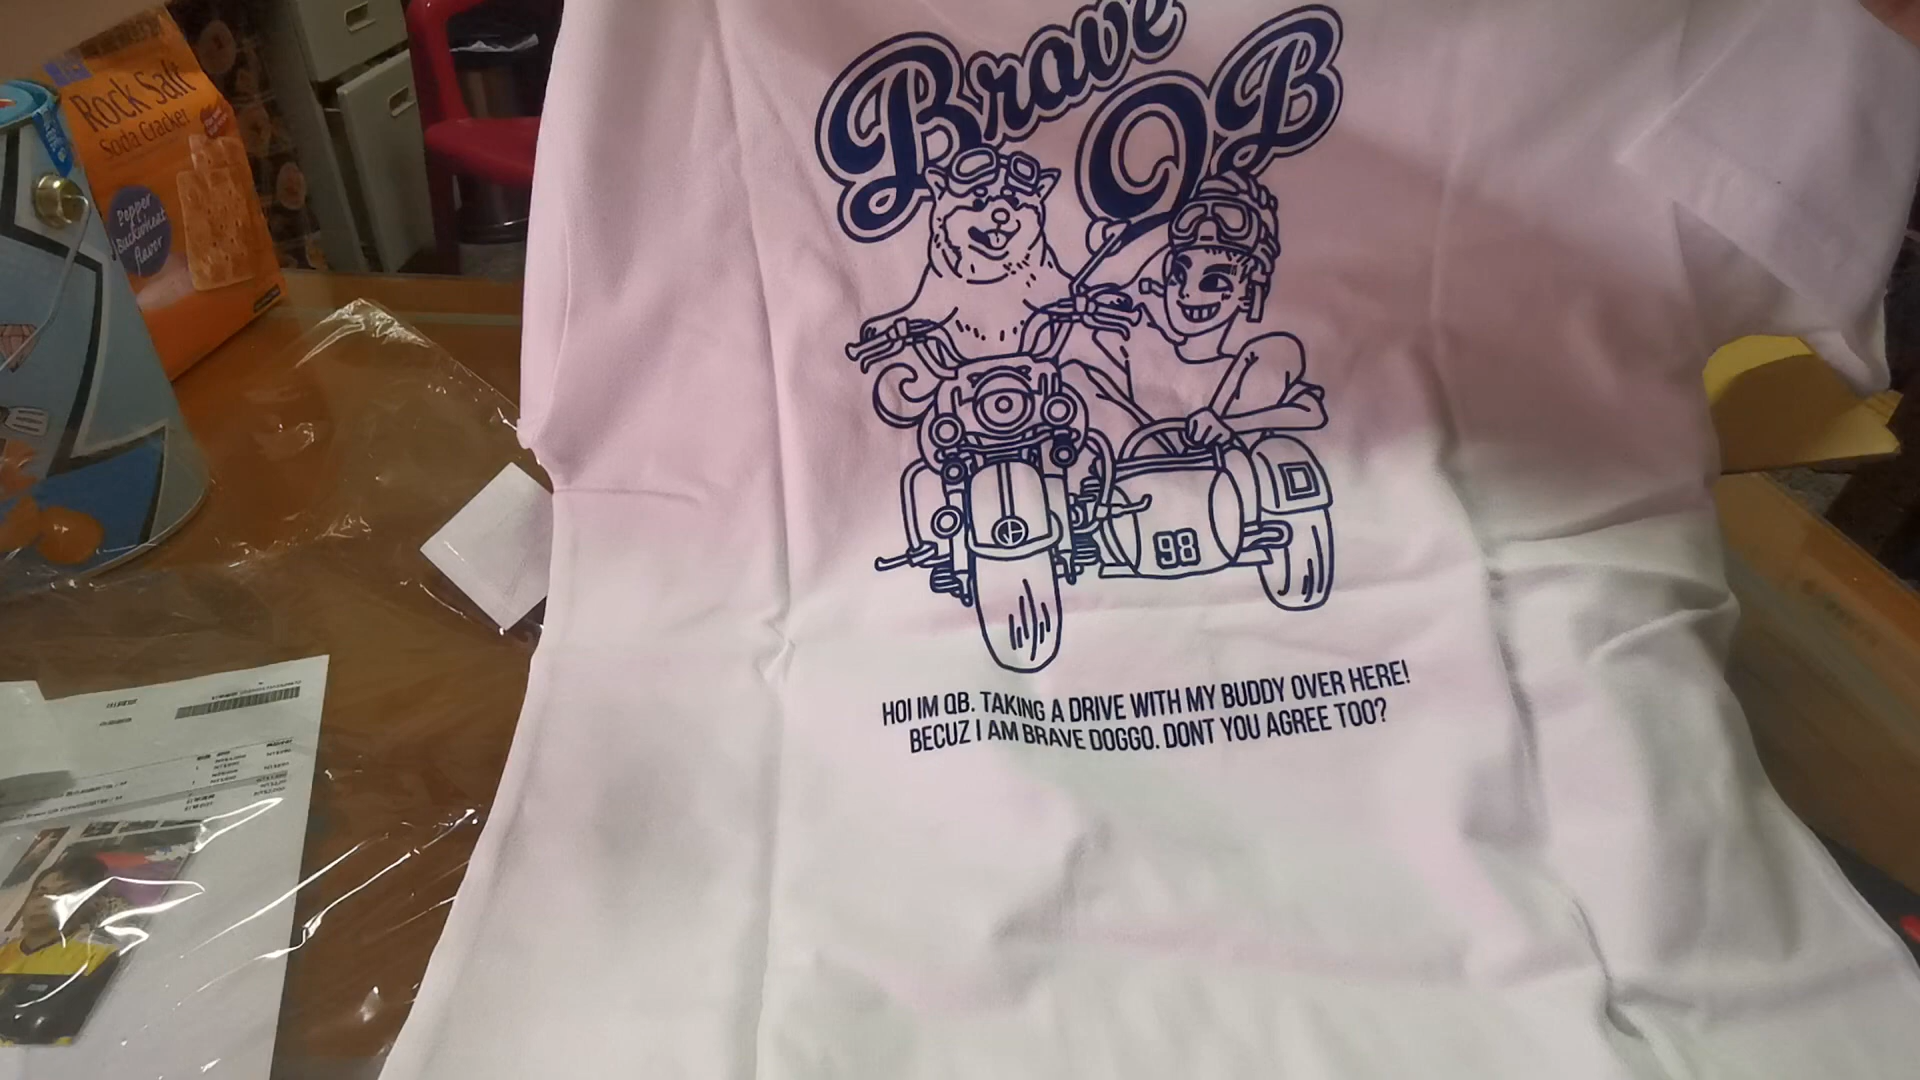 Rock Salt
Soda Cracker
Pepper
Buckwheat
flavor
Brave
QB
98
HOI IM QB. TAKING A DRIVE WITH MY BUDDY OVER HERE!
BECUZ I AM BRAVE DOGGO. DONT YOU AGREE TOO?